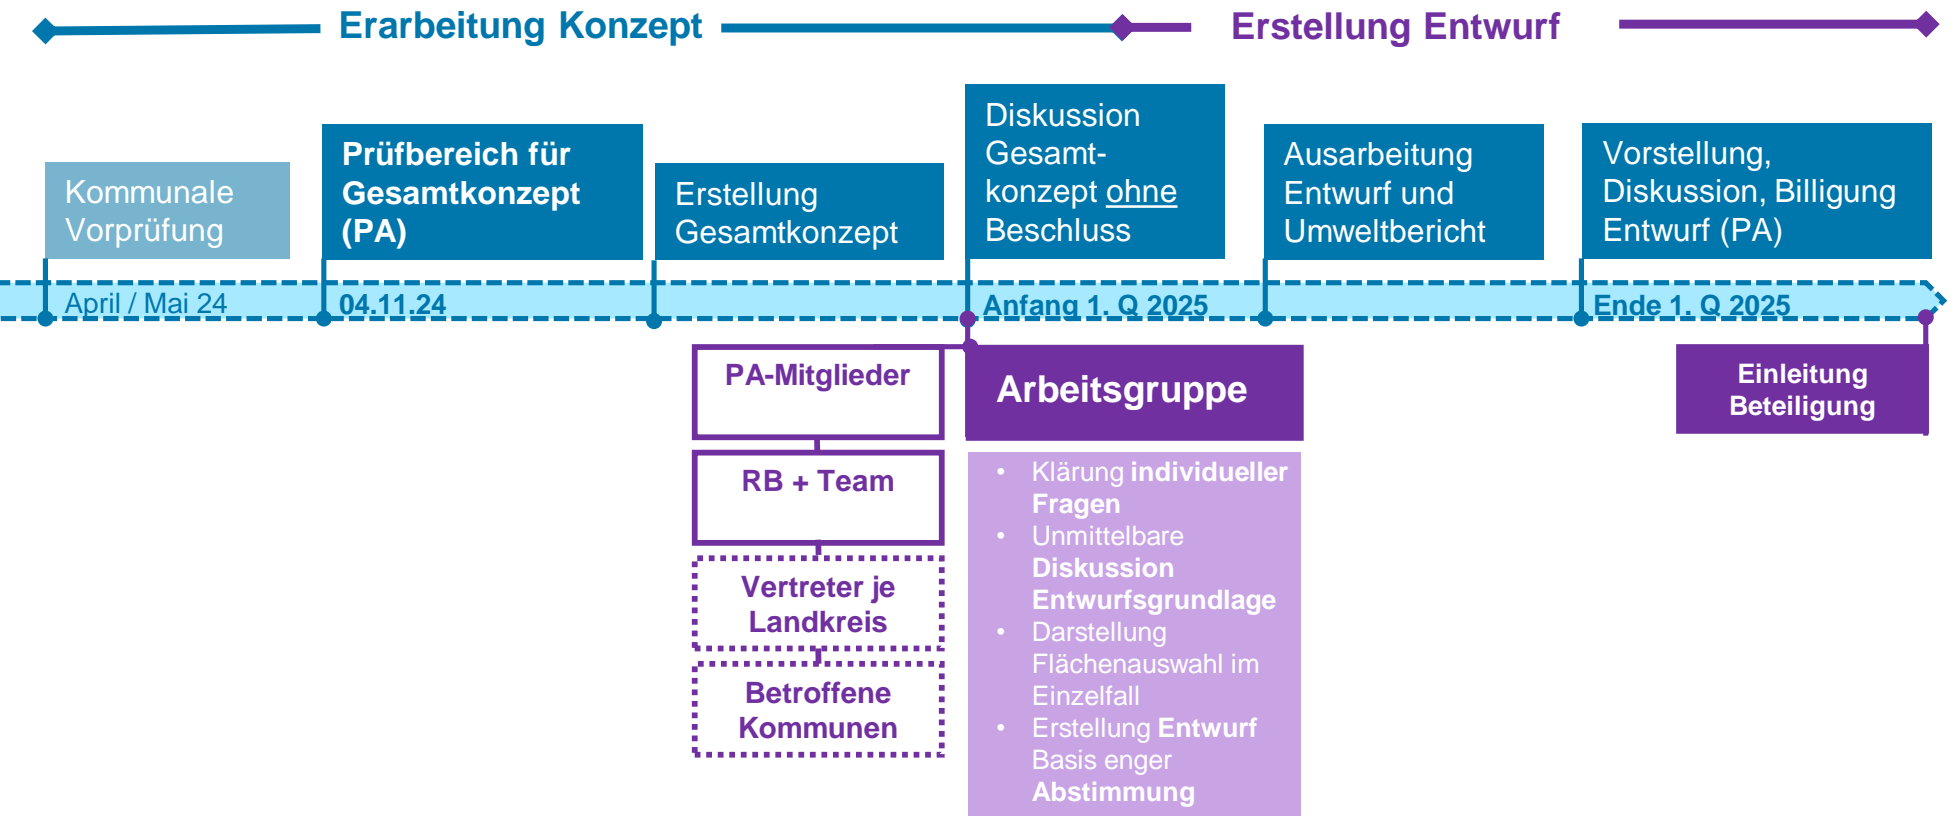 Erarbeitung Konzept
Erstellung Entwurf
Kommunale
Vorprüfung
Prüfbereich für
Gesamtkonzept
(PA)
Erstellung
Gesamtkonzept
Diskussion
Gesamt-
konzept ohne
Beschluss
Ausarbeitung
Entwurf und
Umweltbericht
Vorstellung,
Diskussion, Billigung
Entwurf (PA)
April / Mai 24
04.11.24
Anfang 1. Q 2025
Ende 1. Q 2025
PA-Mitglieder
RB + Team
Vertreter je
Landkreis
Betroffene
Kommunen
Arbeitsgruppe
• Klärung individueller
Fragen
• Unmittelbare
Diskussion
Entwurfsgrundlage
• Darstellung
Flächenauswahl im
Einzelfall
• Erstellung Entwurf
Basis enger
Abstimmung
Einleitung
Beteiligung